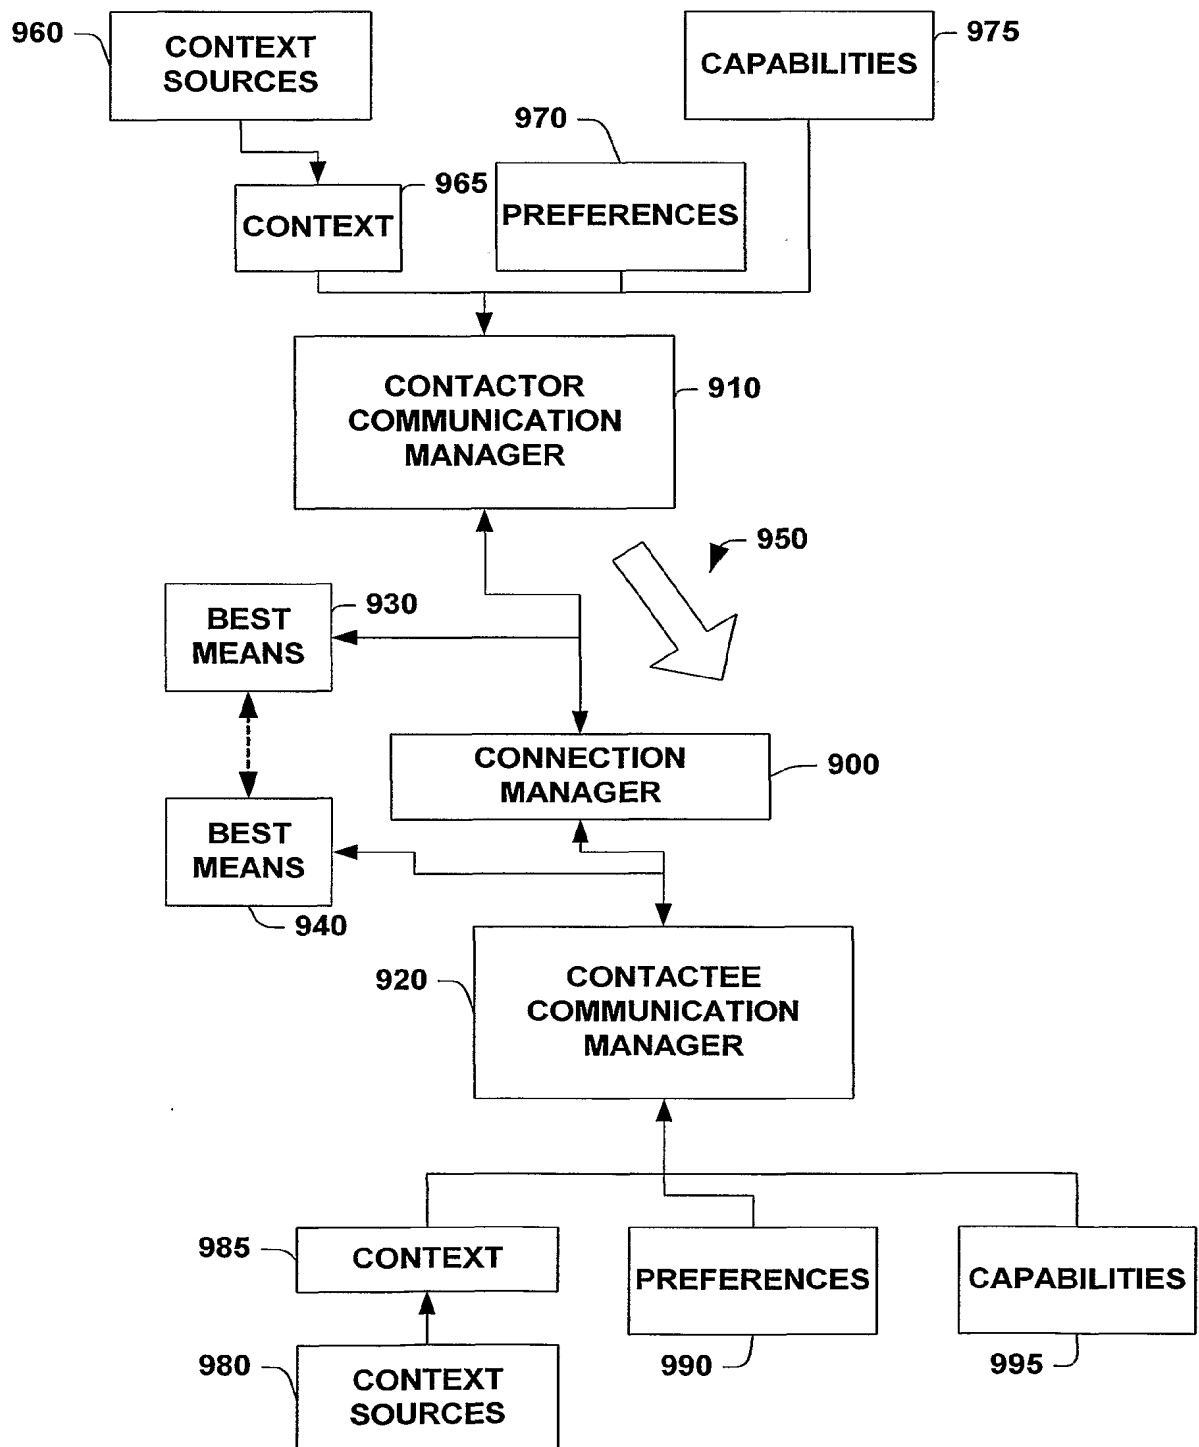 960
CONTEXT
SOURCES
CAPABILITIES
975
970
965
CONTEXT
PREFERENCES
CONTACTOR
COMMUNICATION
MANAGER
910
950
BEST
MEANS
930
CONNECTION
MANAGER
900
BEST
MEANS
940
920
CONTACTEE
COMMUNICATION
MANAGER
985
CONTEXT
PREFERENCES
CAPABILITIES
980
CONTEXT
SOURCES
990
995